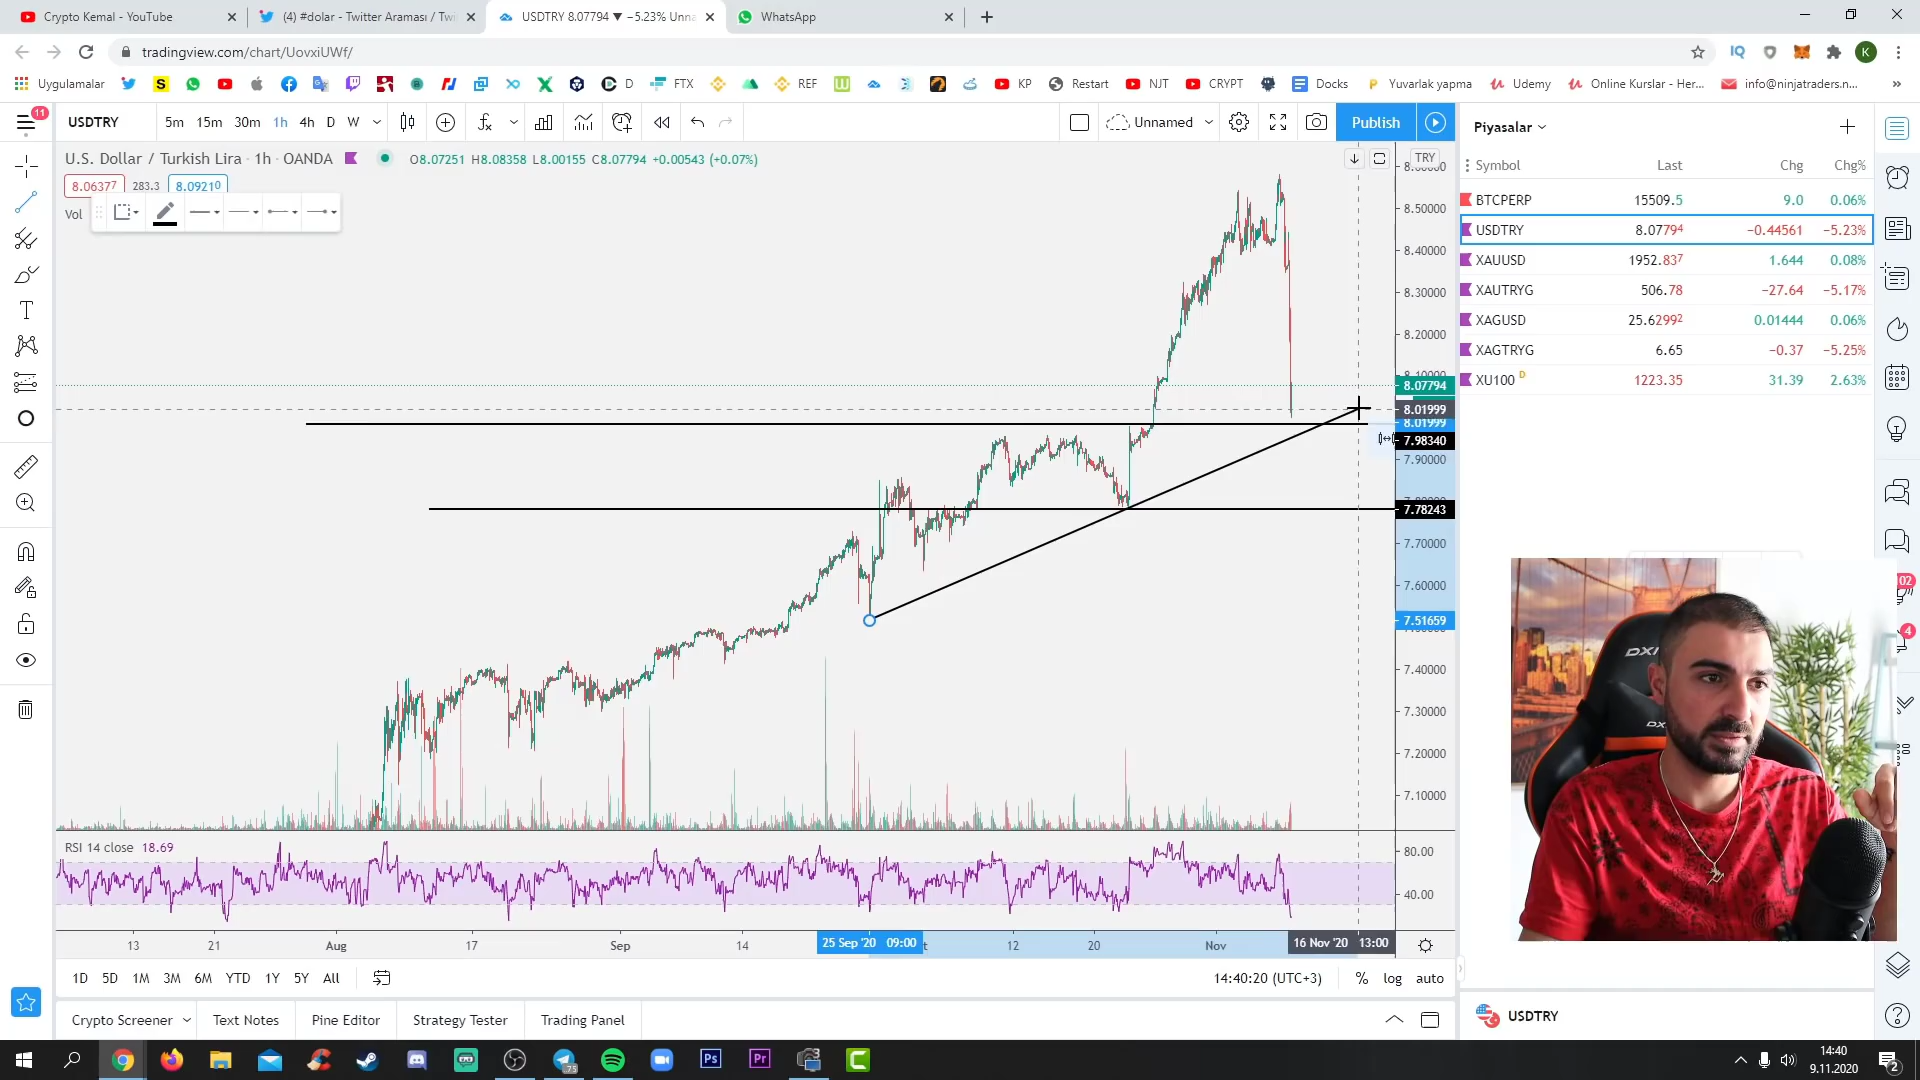 Crypto Kemal - YouTube
(4) #dolar - Twitter Araması / Twi
USDTRY 8.07794 ▼ −5.23% Unna
WhatsApp
tradingview.com/chart/UovxiUWf/
K
Uygulamalar
D
FTX
REF
KP
Restart
NJT
CRYPT
Docks
Yuvarlak yapma
Udemy
Online Kurslar - Her...
info@ninjatraders.n...
»
11
USDTRY
5m 15m 30m 1h 4h D W
Unnamed
Publish
Piyasalar
U.S. Dollar / Turkish Lira · 1h · OANDA
O8.07251 H8.08358 L8.00155 C8.07794 +0.00543 (+0.07%)
TRY
8.06377 283.3 8.09210
Vol
Symbol Last Chg Chg%
BTCPERP 15509.5 9.0 0.06%
USDTRY 8.07794 −0.44561 −5.23%
XAUUSD 1952.837 1.644 0.08%
XAUTRYG 506.78 −27.64 −5.17%
XAGUSD 25.62992 0.01444 0.06%
XAGTRYG 6.65 −0.37 −5.25%
XU100 D 1223.35 31.39 2.63%
8.50000
8.40000
8.30000
8.20000
8.07794
8.01999
8.01999
7.98340
7.90000
7.78243
7.70000
7.60000
7.51659
7.40000
7.30000
7.20000
7.10000
RSI 14 close 18.69
80.00
40.00
13 21 Aug 17 Sep 14 25 Sep '20 09:00 12 20 Nov 16 Nov '20 13:00
1D 5D 1M 3M 6M YTD 1Y 5Y All
14:40:20 (UTC+3)
% log auto
Crypto Screener
Text Notes
Pine Editor
Strategy Tester
Trading Panel
USDTRY
4
Ps
Pr
14:40
9.11.2020
2